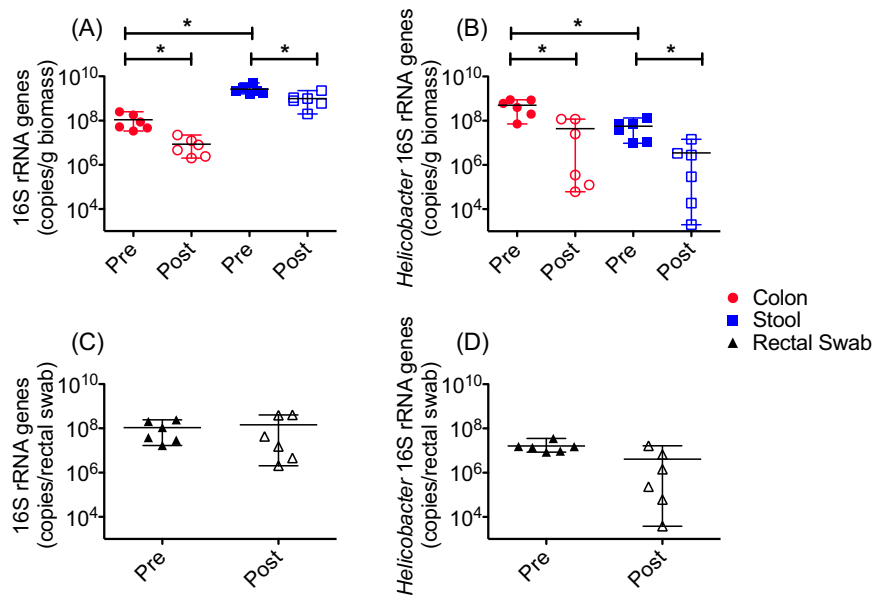 (A)
*
*
*
16S rRNA genes
(copies/g biomass)
10^10
10^8
10^6
10^4
Pre
Post
Pre
Post
(B)
*
*
*
Helicobacter 16S rRNA genes
(copies/g biomass)
10^10
10^8
10^6
10^4
Pre
Post
Pre
Post
Colon
Stool
Rectal Swab
(C)
16S rRNA genes
(copies/rectal swab)
10^10
10^8
10^6
10^4
Pre
Post
(D)
Helicobacter 16S rRNA genes
(copies/rectal swab)
10^10
10^8
10^6
10^4
Pre
Post